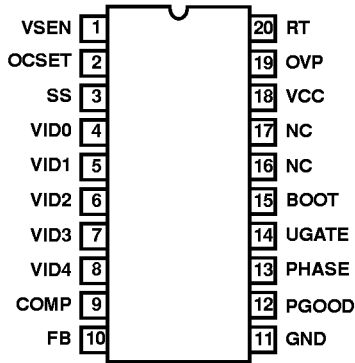 VSEN 1 20 RT
OCSET 2 19 OVP
SS 3 18 VCC
VID0 4 17 NC
VID1 5 16 NC
VID2 6 15 BOOT
VID3 7 14 UGATE
VID4 8 13 PHASE
COMP 9 12 PGOOD
FB 10 11 GND